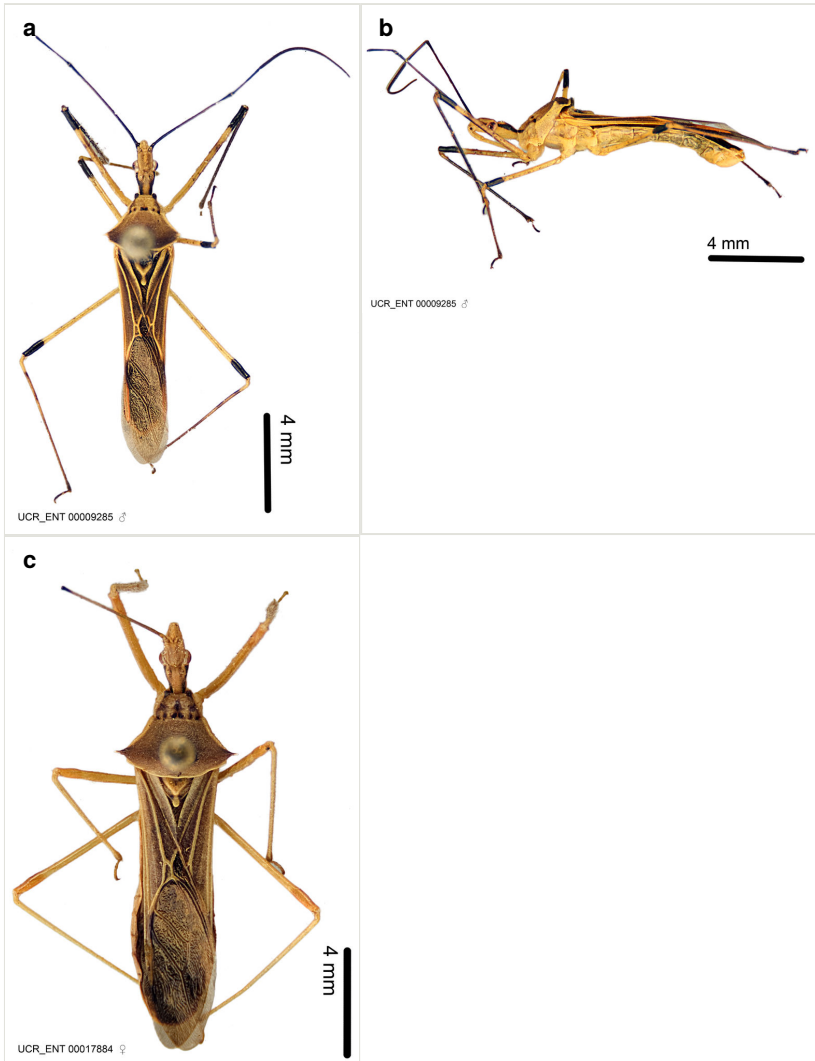 a
4 mm
UCR_ENT 00009285 ♂
b
4 mm
UCR_ENT 00009285 ♂
c
4 mm
UCR_ENT 00017884 ♀